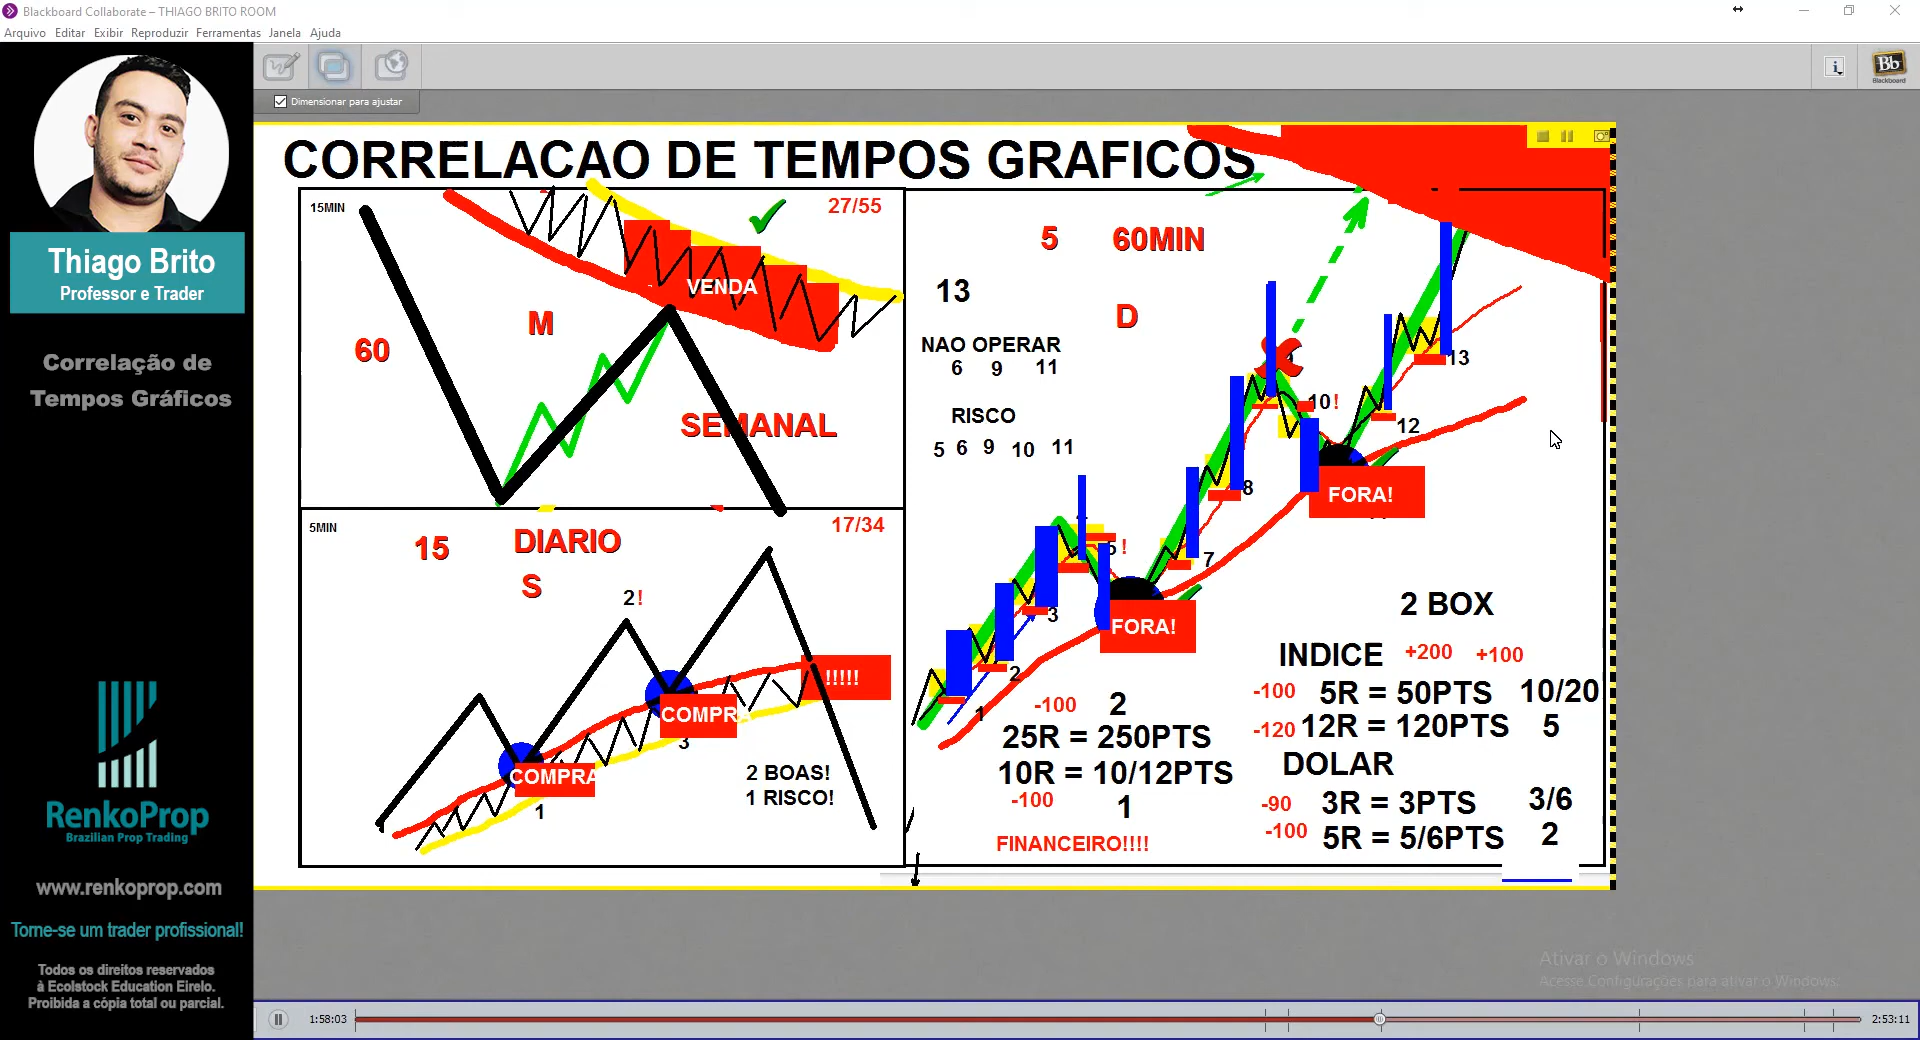 Blackboard Collaborate – THIAGO BRITO ROOM
Arquivo Editar Exibir Reproduzir Ferramentas Janela Ajuda
Dimensionar para ajustar
Bb
Blackboard
Thiago Brito
Professor e Trader
Correlação de
Tempos Gráficos
RenkoProp
Brazilian Prop Trading
www.renkoprop.com
Torne-se um trader profissional!
Todos os direitos reservados
à Ecolstock Education Eirelo.
Proibida a cópia total ou parcial.
CORRELACAO DE TEMPOS GRAFICOS
15MIN
27/55
VENDA
M
60
SEMANAL
5MIN
17/34
15
DIARIO
S
2!
!!!!!
COMPRA
3
COMPRA
1
2 BOAS!
1 RISCO!
5 60MIN
13
D
NAO OPERAR
6 9 11
RISCO
5 6 9 10 11
13
10!
12
8
FORA!
5!
7
3
FORA!
2
1
2 BOX
INDICE +200 +100
-100 5R = 50PTS 10/20
-120 12R = 120PTS 5
DOLAR
-90 3R = 3PTS 3/6
-100 5R = 5/6PTS 2
-100 2
25R = 250PTS
10R = 10/12PTS
-100 1
FINANCEIRO!!!!
Ativar o Windows
Acesse Configurações para ativar o Windows.
1:58:03
2:53:11